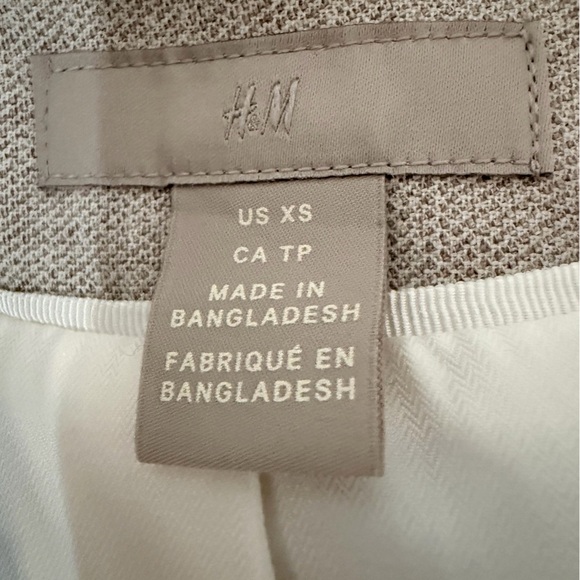 H&M
US XS
CA TP
MADE IN
BANGLADESH
FABRIQUÉ EN
BANGLADESH